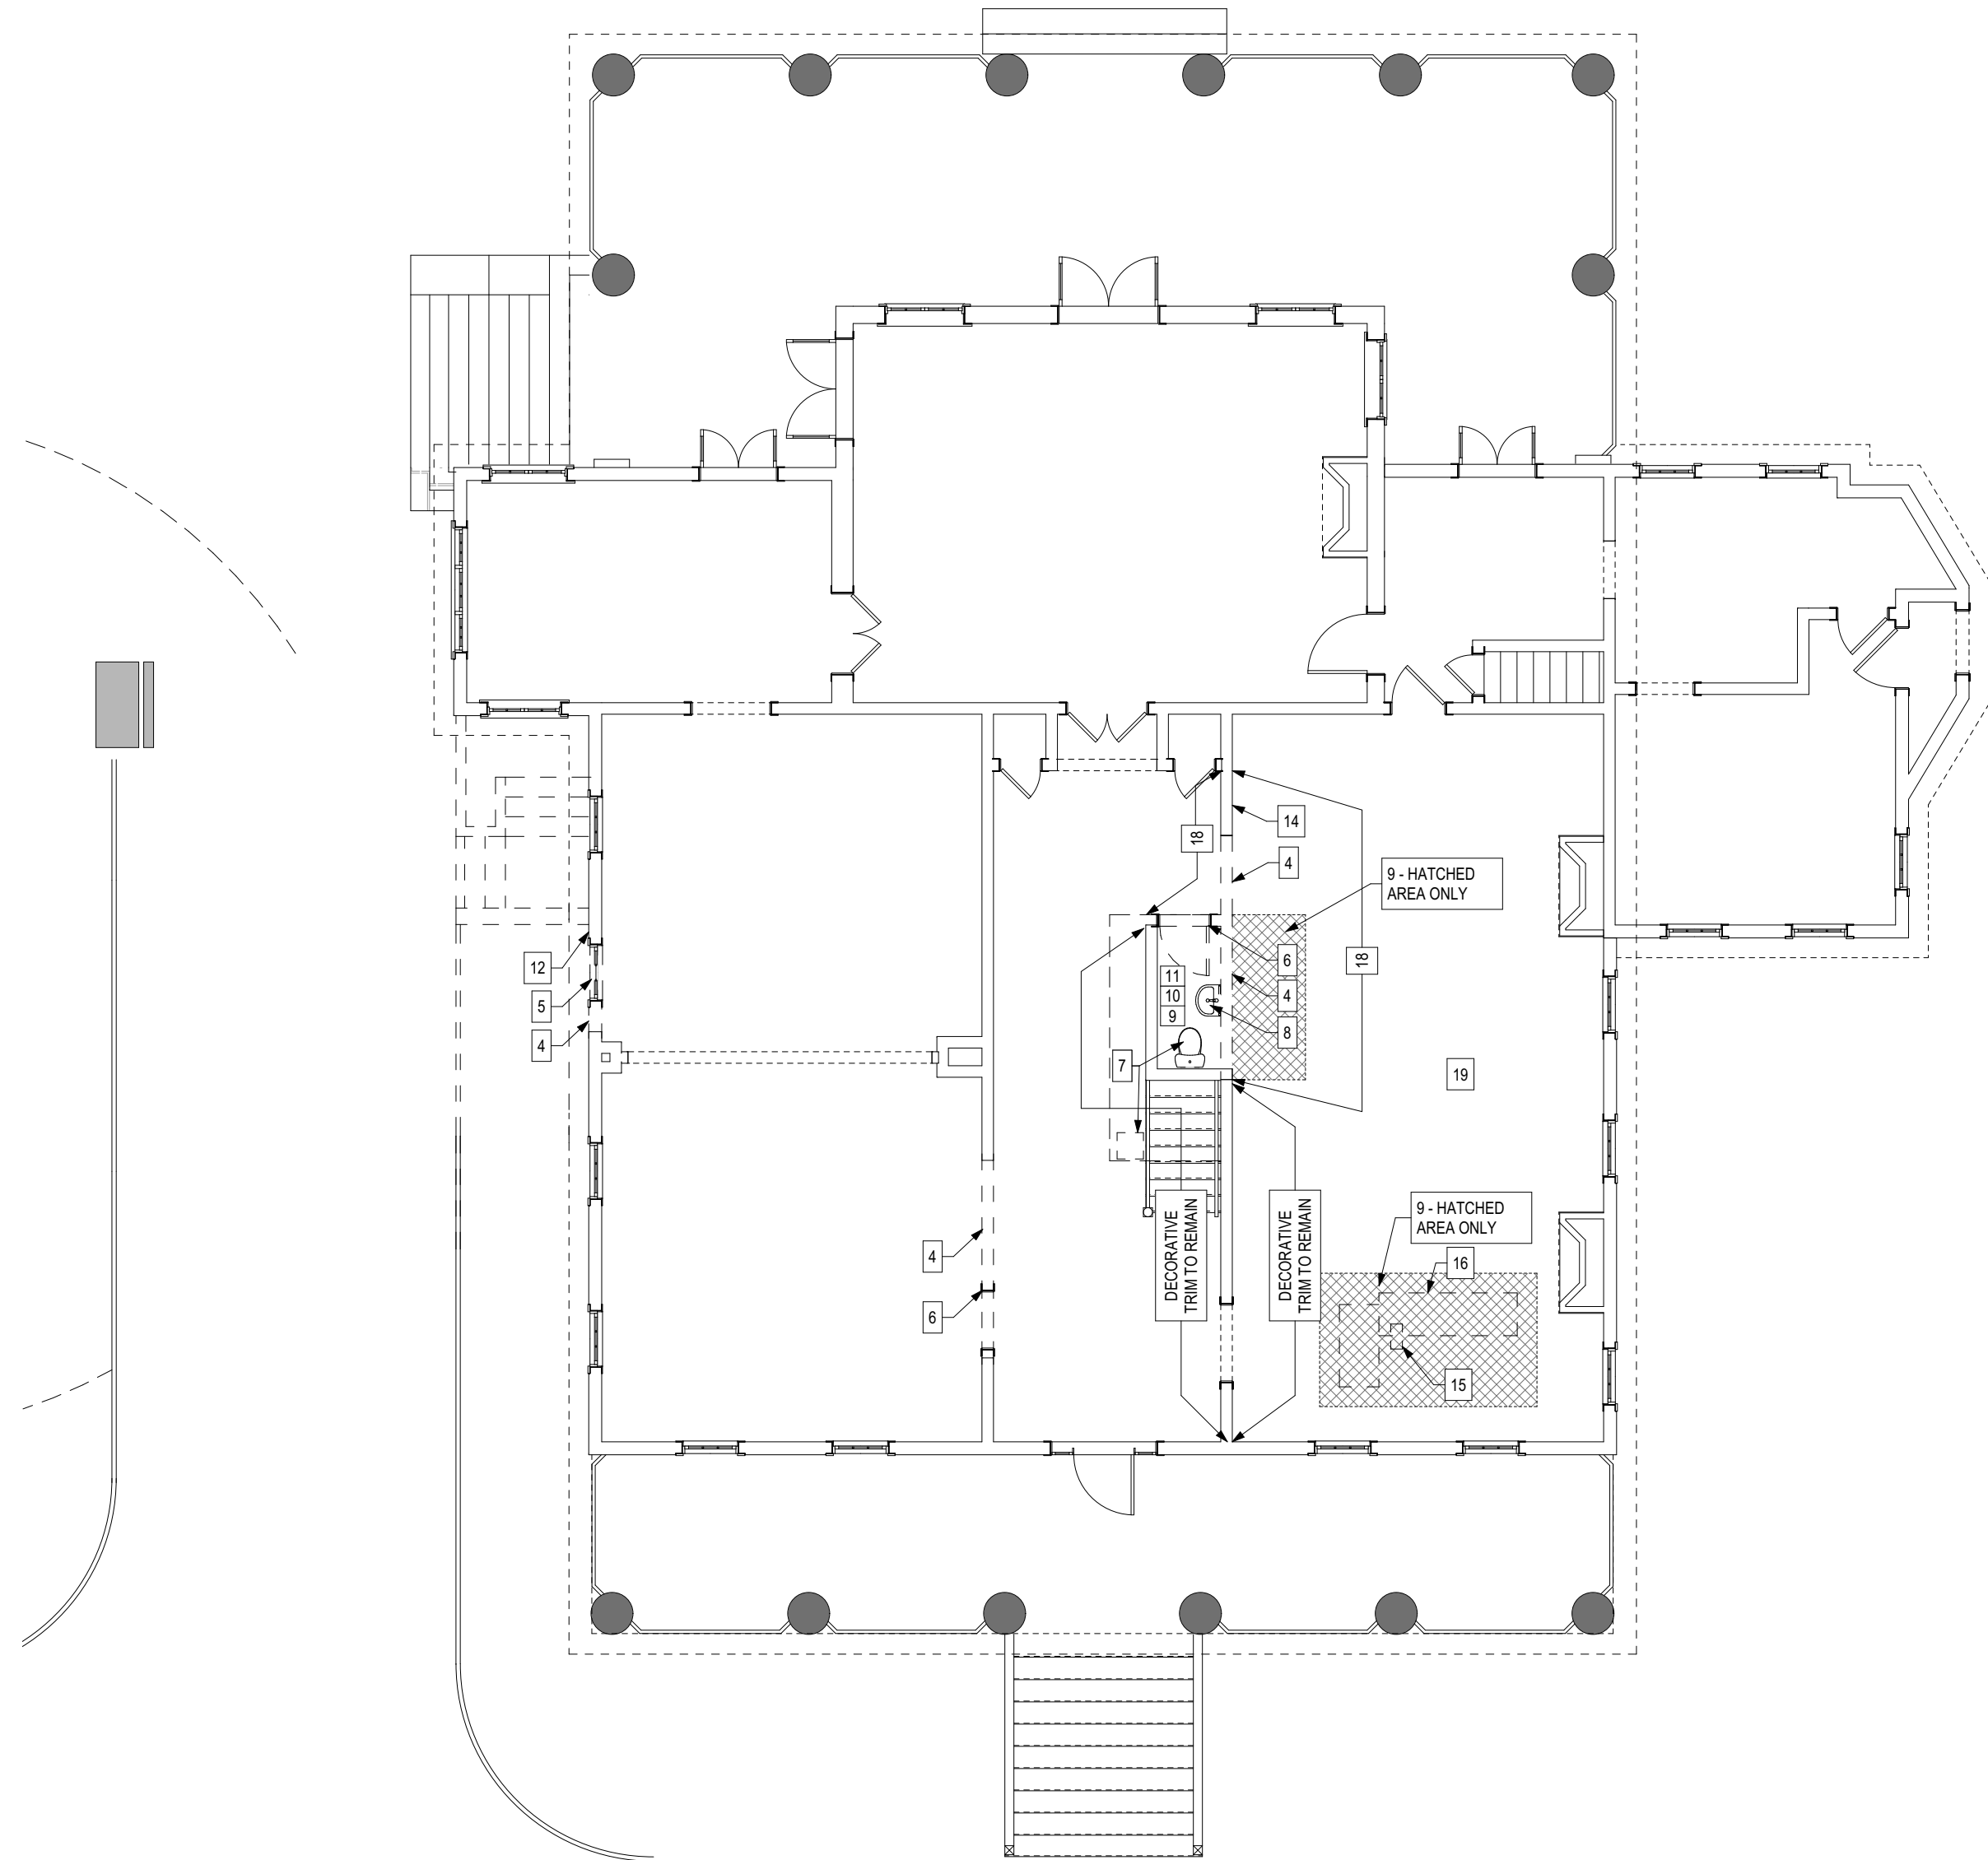 14
18
4
9 - HATCHED
AREA ONLY
12
18
6
11
10
9
4
5
8
4
7
19
DECORATIVE
TRIM TO REMAIN
DECORATIVE
TRIM TO REMAIN
9 - HATCHED
AREA ONLY
4
16
6
15